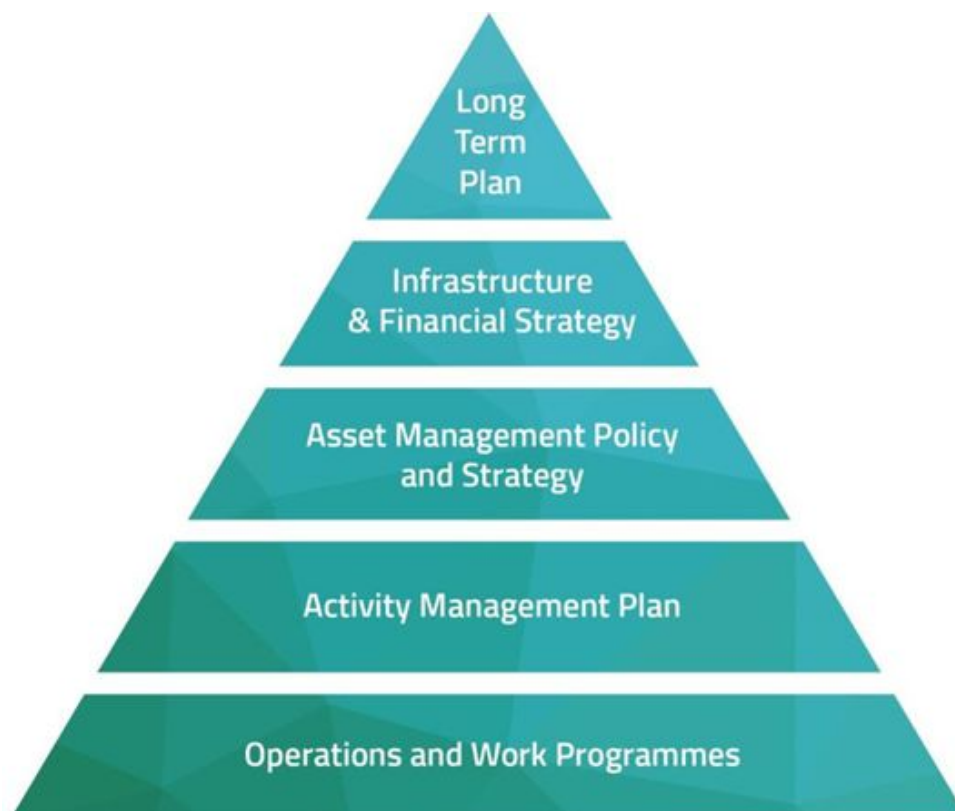 Long
Term
Plan
Infrastructure
& Financial Strategy
Asset Management Policy
and Strategy
Activity Management Plan
Operations and Work Programmes